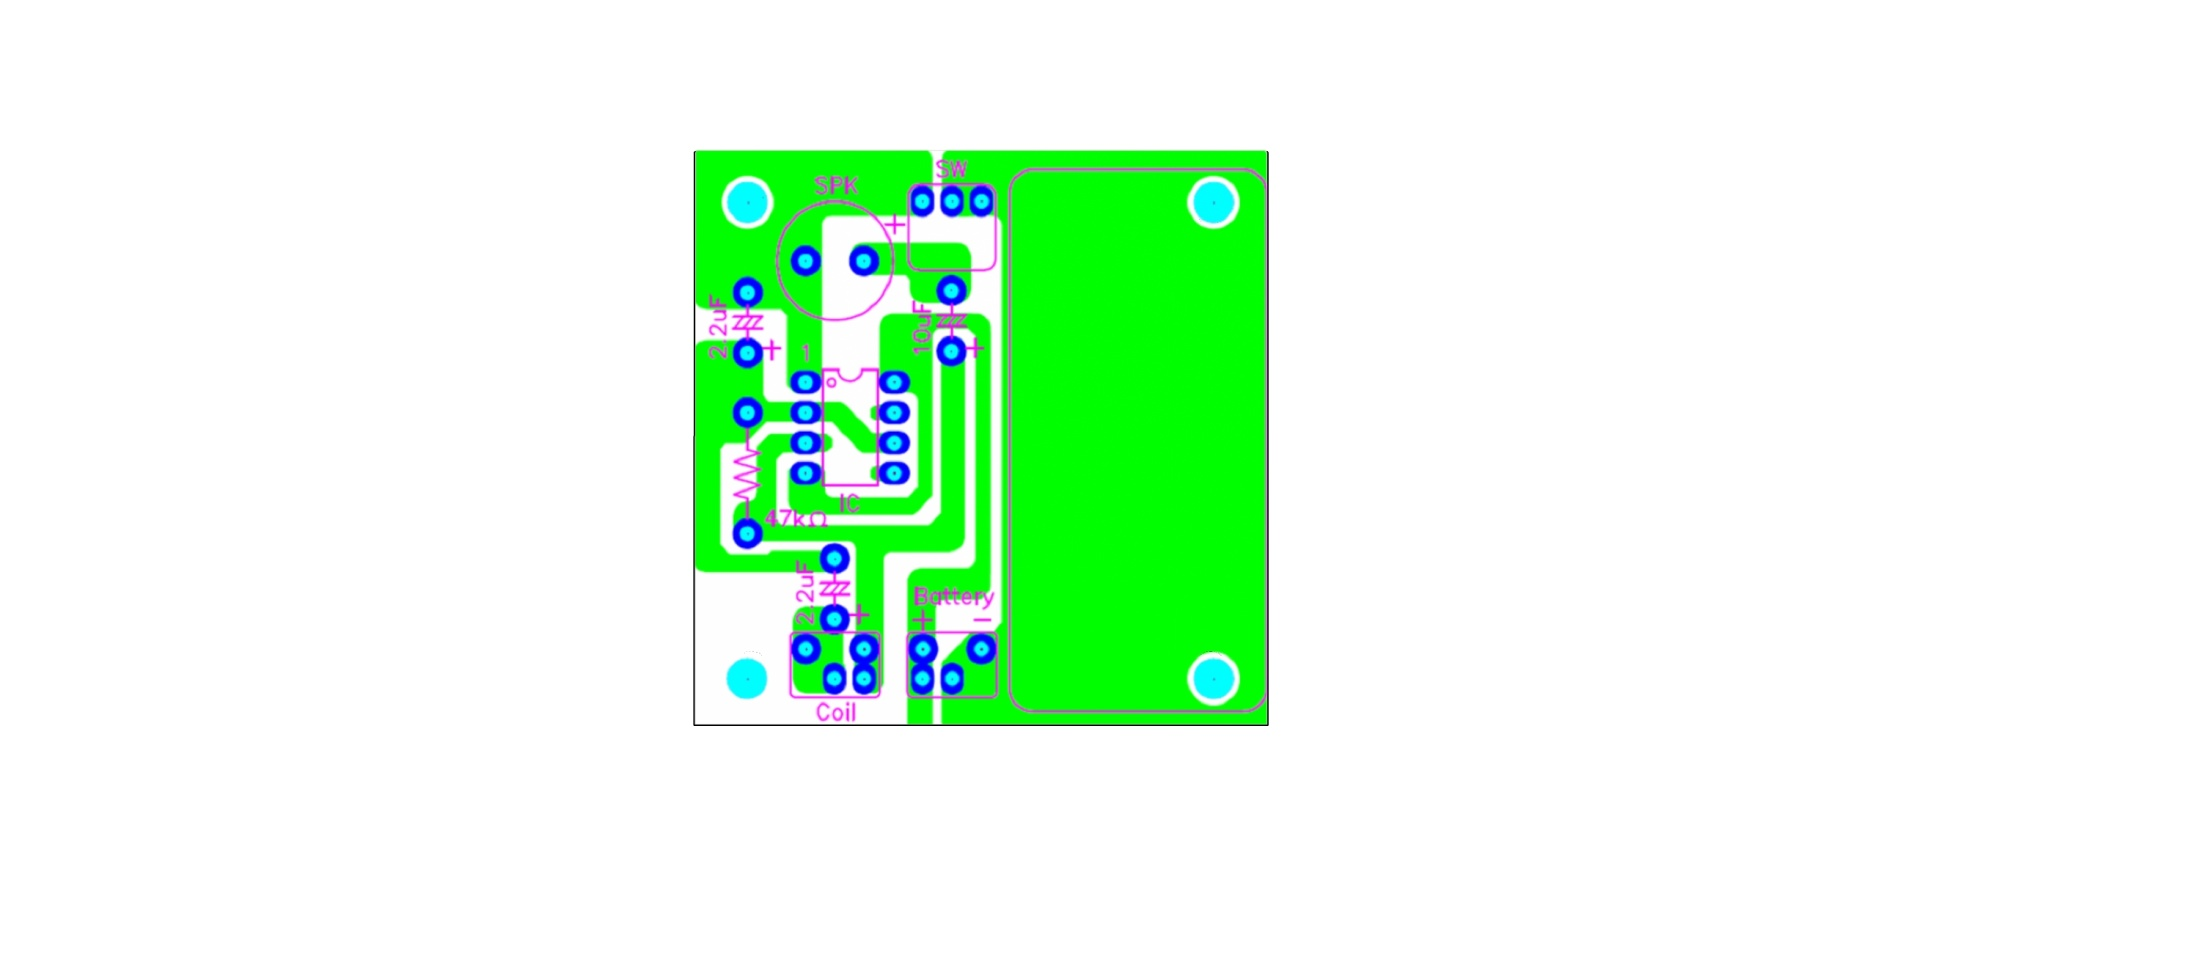 SW
SPK
+
2.2uF
+
10uF
+
1
IC
47kΩ
2.2uF
+
Battery
+ −
Coil